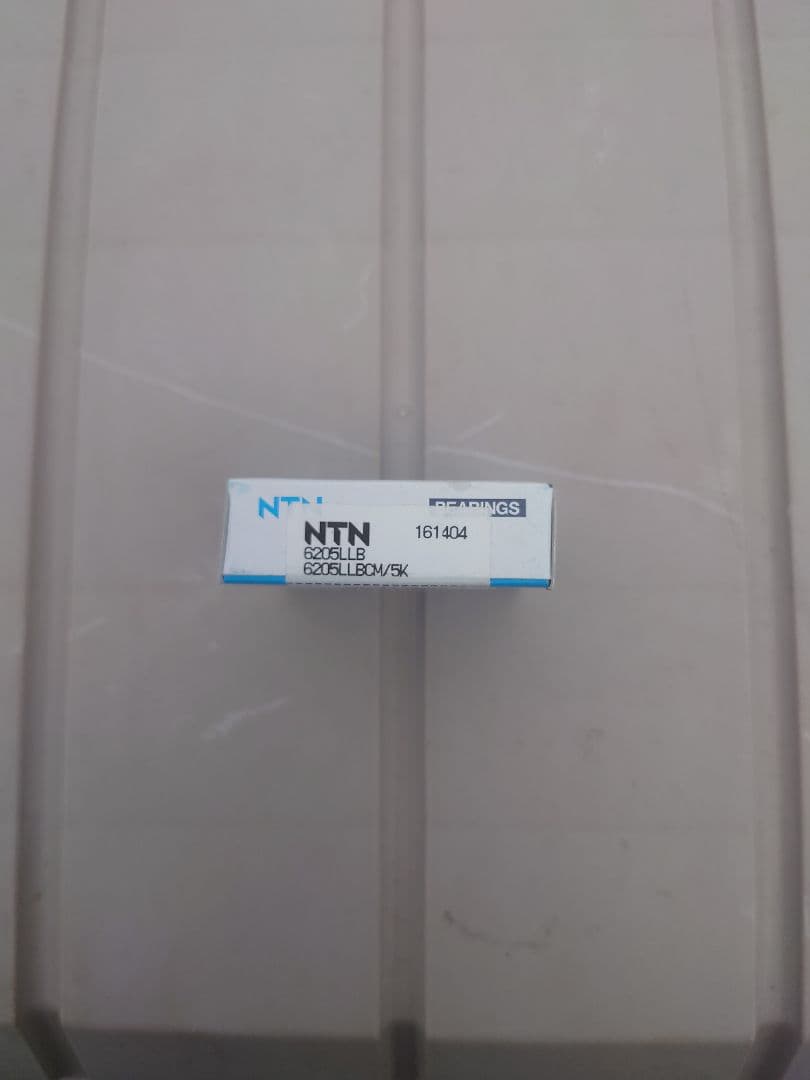 NTN BEARINGS
NTN 161404
6205LLB
6205LLBCM/5K